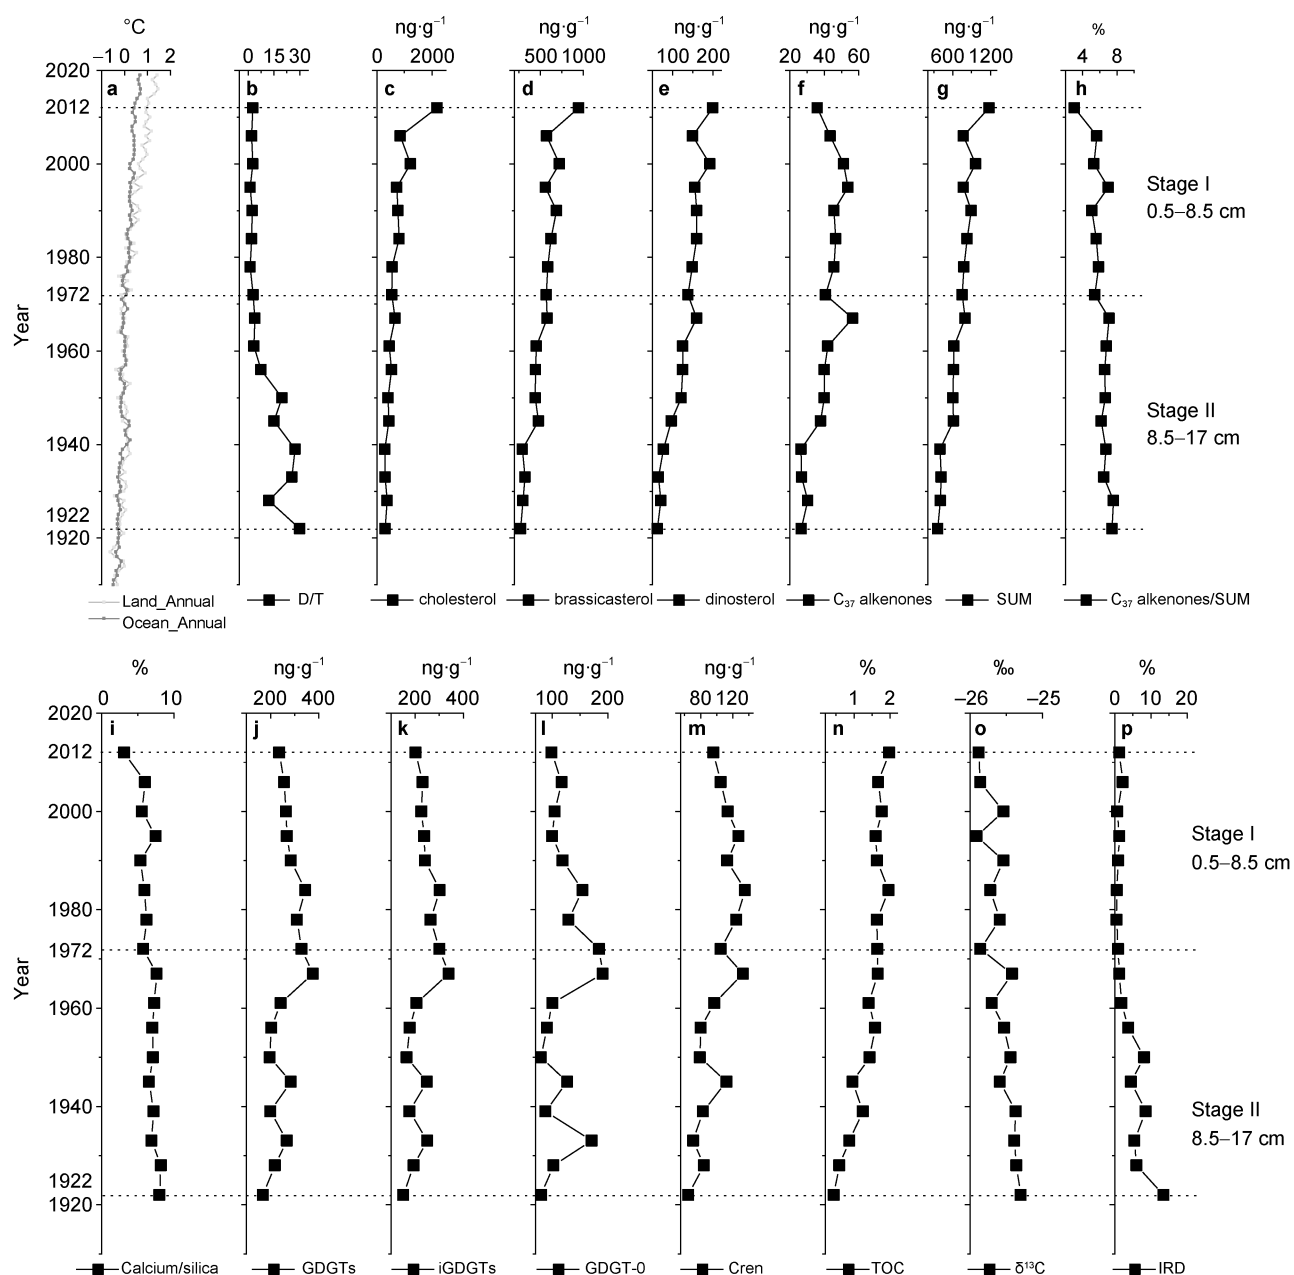 °C ng·g⁻¹ ng·g⁻¹ ng·g⁻¹ ng·g⁻¹ %
−1 0 1 2 0 15 30 0 2000 500 1000 100 200 20 40 60 600 1200 4 8
2020
a b c d e f g h
2012
2000
Stage I
0.5–8.5 cm
1980
1972
Year
1960
Stage II
8.5–17 cm
1940
1922
1920
Land_Annual D/T cholesterol brassicasterol dinosterol C₃₇ alkenones SUM C₃₇ alkenones/SUM
Ocean_Annual
% ng·g⁻¹ ng·g⁻¹ ng·g⁻¹ ng·g⁻¹ % ‰ %
0 10 200 400 200 400 100 200 80 120 1 2 −26 −25 0 10 20
2020
i j k l m n o p
2012
2000
Stage I
0.5–8.5 cm
1980
1972
Year
1960
1940
Stage II
8.5–17 cm
1922
1920
Calcium/silica GDGTs iGDGTs GDGT-0 Cren TOC δ¹³C IRD